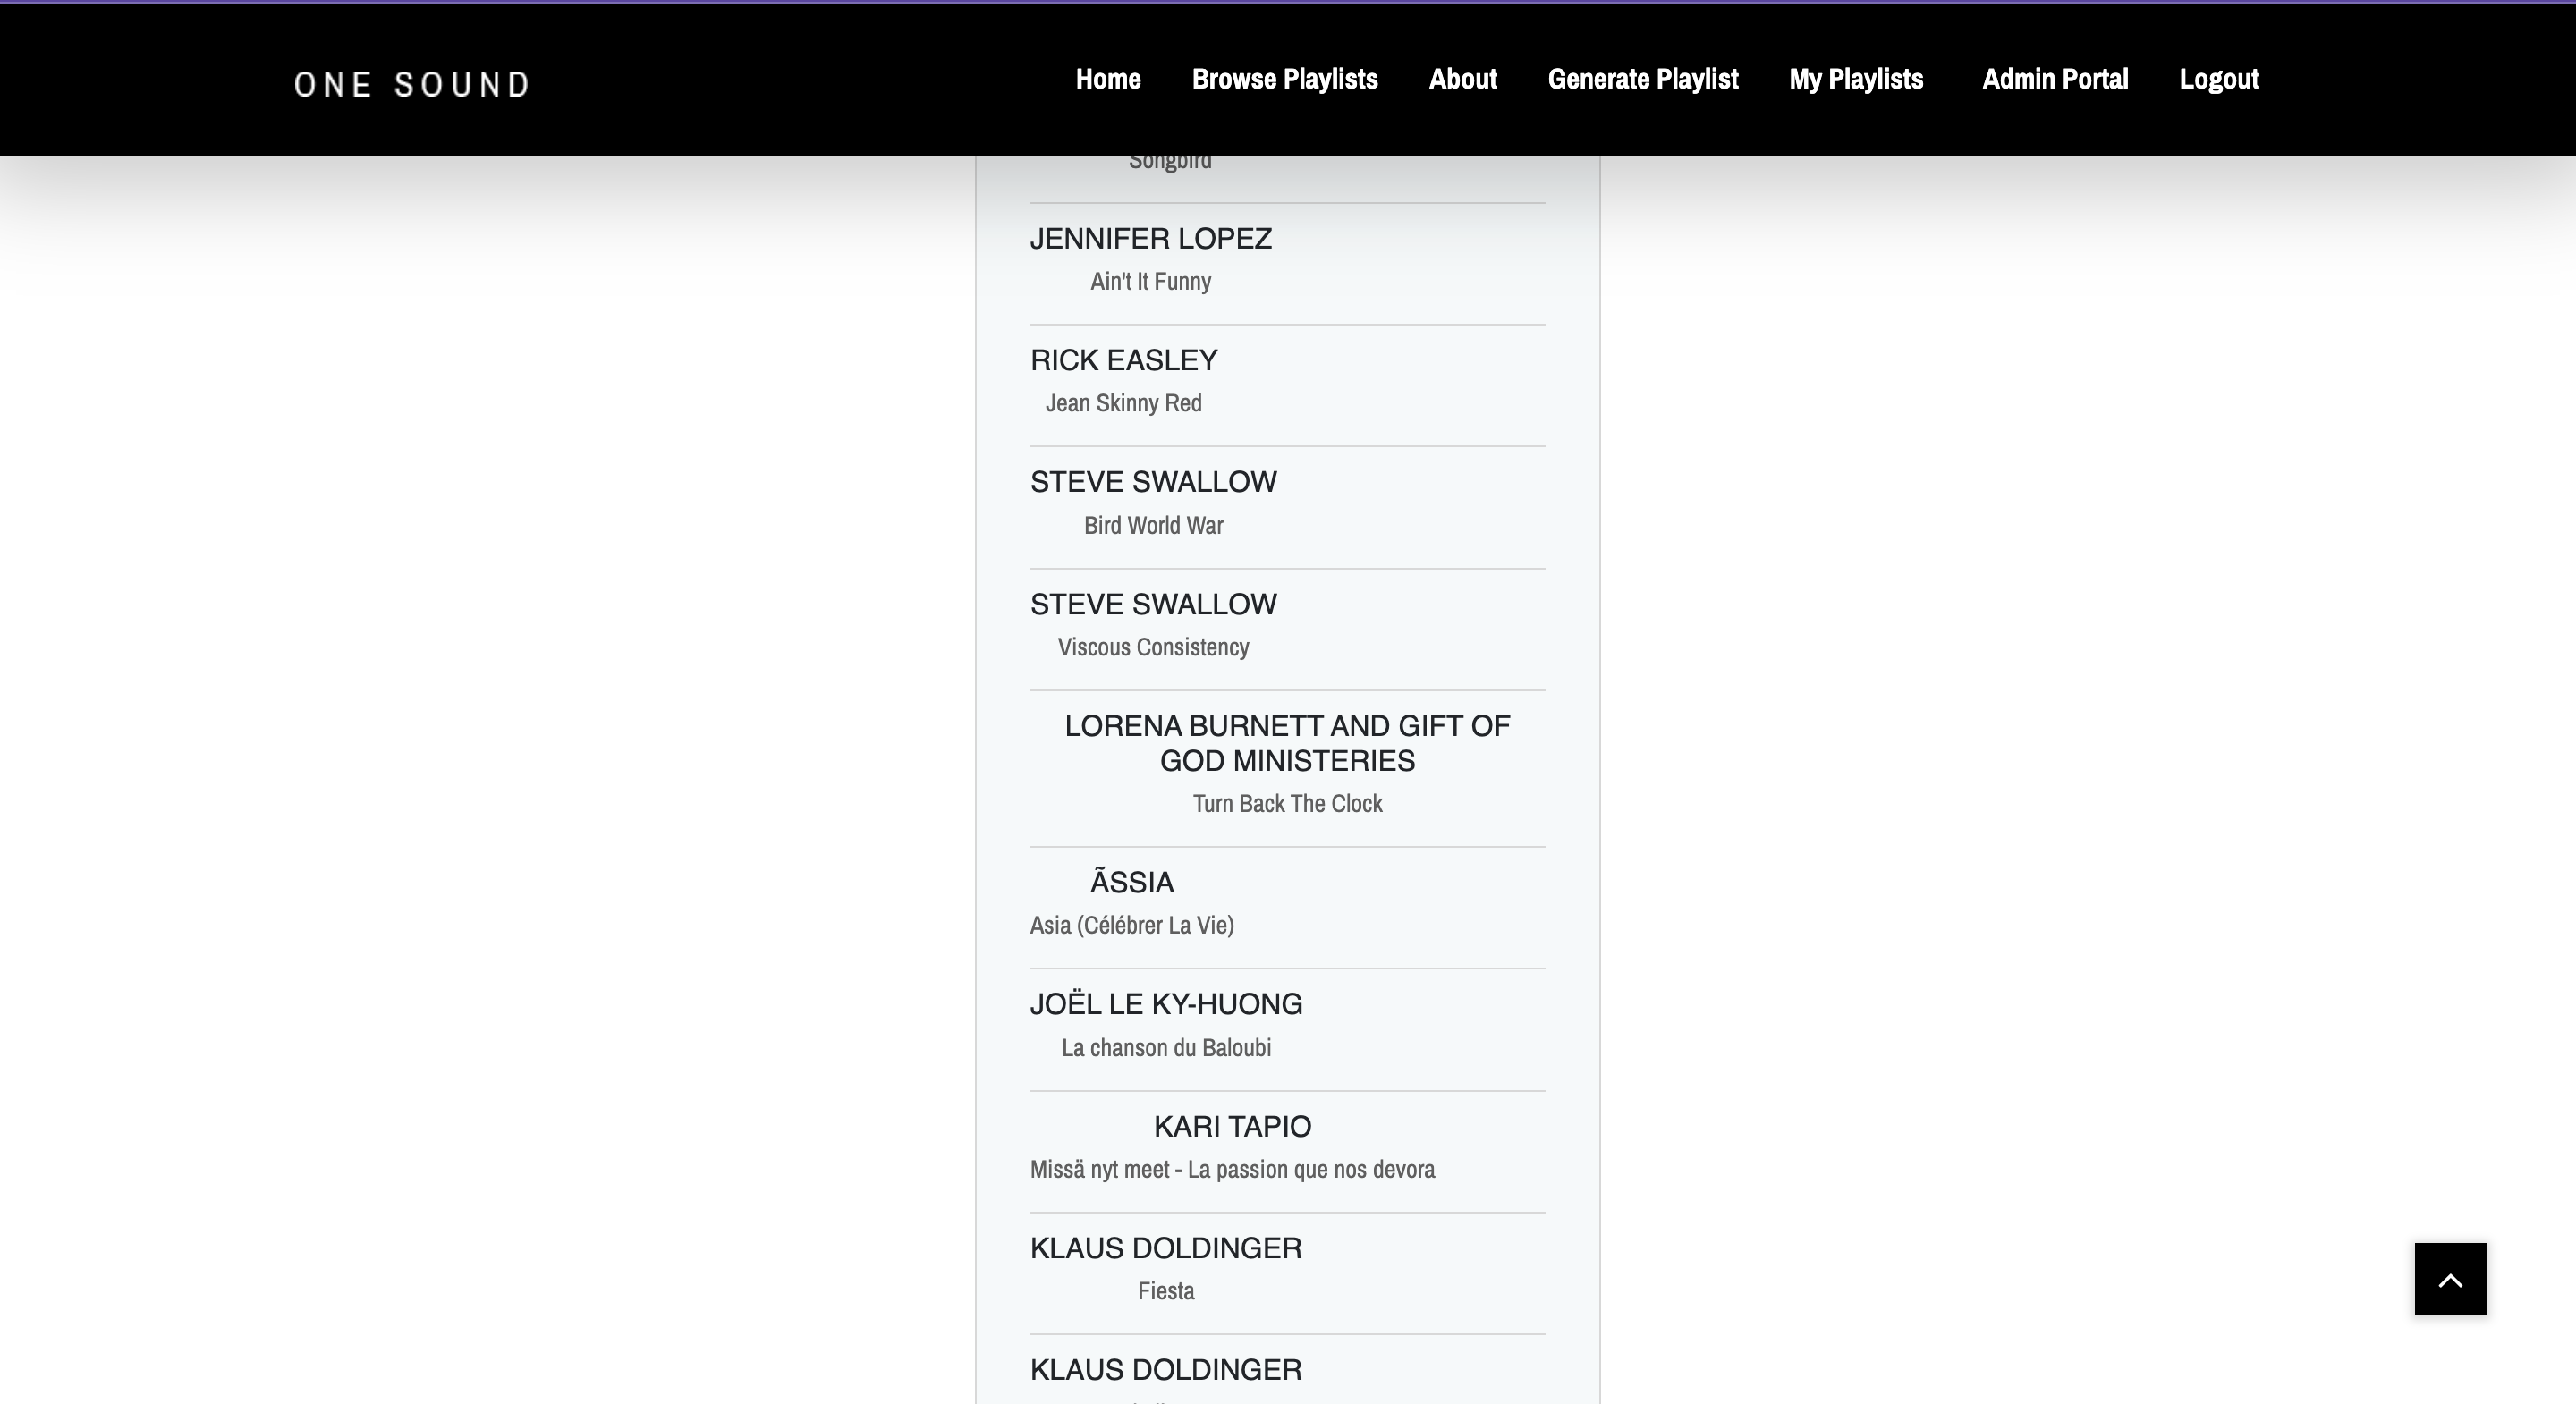 ONE SOUND
Home Browse Playlists About Generate Playlist My Playlists Admin Portal Logout
Songbird
JENNIFER LOPEZ
Ain't It Funny
RICK EASLEY
Jean Skinny Red
STEVE SWALLOW
Bird World War
STEVE SWALLOW
Viscous Consistency
LORENA BURNETT AND GIFT OF
GOD MINISTERIES
Turn Back The Clock
ÃSSIA
Asia (Célébrer La Vie)
JOËL LE KY-HUONG
La chanson du Baloubi
KARI TAPIO
Missä nyt meet - La passion que nos devora
KLAUS DOLDINGER
Fiesta
KLAUS DOLDINGER